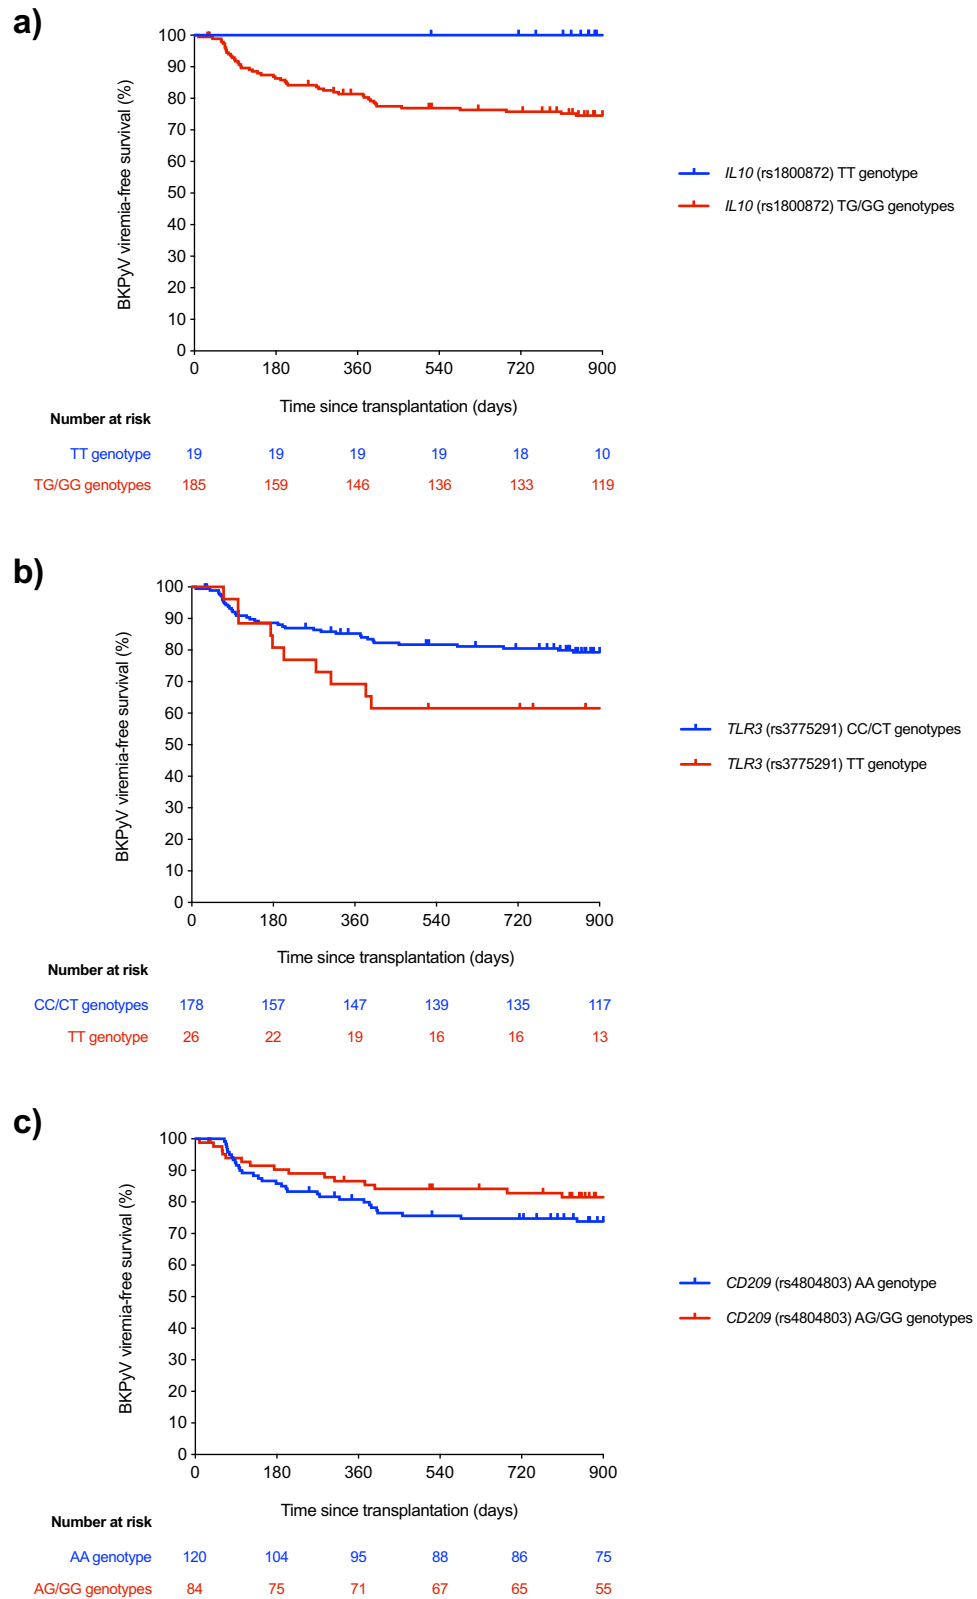 a)
BKPyV viremia-free survival (%)
100
90
80
70
60
50
40
30
20
10
0
0 180 360 540 720 900
Time since transplantation (days)
IL10 (rs1800872) TT genotype
IL10 (rs1800872) TG/GG genotypes
Number at risk
TT genotype 19 19 19 19 18 10
TG/GG genotypes 185 159 146 136 133 119
b)
BKPyV viremia-free survival (%)
100
90
80
70
60
50
40
30
20
10
0
0 180 360 540 720 900
Time since transplantation (days)
TLR3 (rs3775291) CC/CT genotypes
TLR3 (rs3775291) TT genotype
Number at risk
CC/CT genotypes 178 157 147 139 135 117
TT genotype 26 22 19 16 16 13
c)
BKPyV viremia-free survival (%)
100
90
80
70
60
50
40
30
20
10
0
0 180 360 540 720 900
Time since transplantation (days)
CD209 (rs4804803) AA genotype
CD209 (rs4804803) AG/GG genotypes
Number at risk
AA genotype 120 104 95 88 86 75
AG/GG genotypes 84 75 71 67 65 55